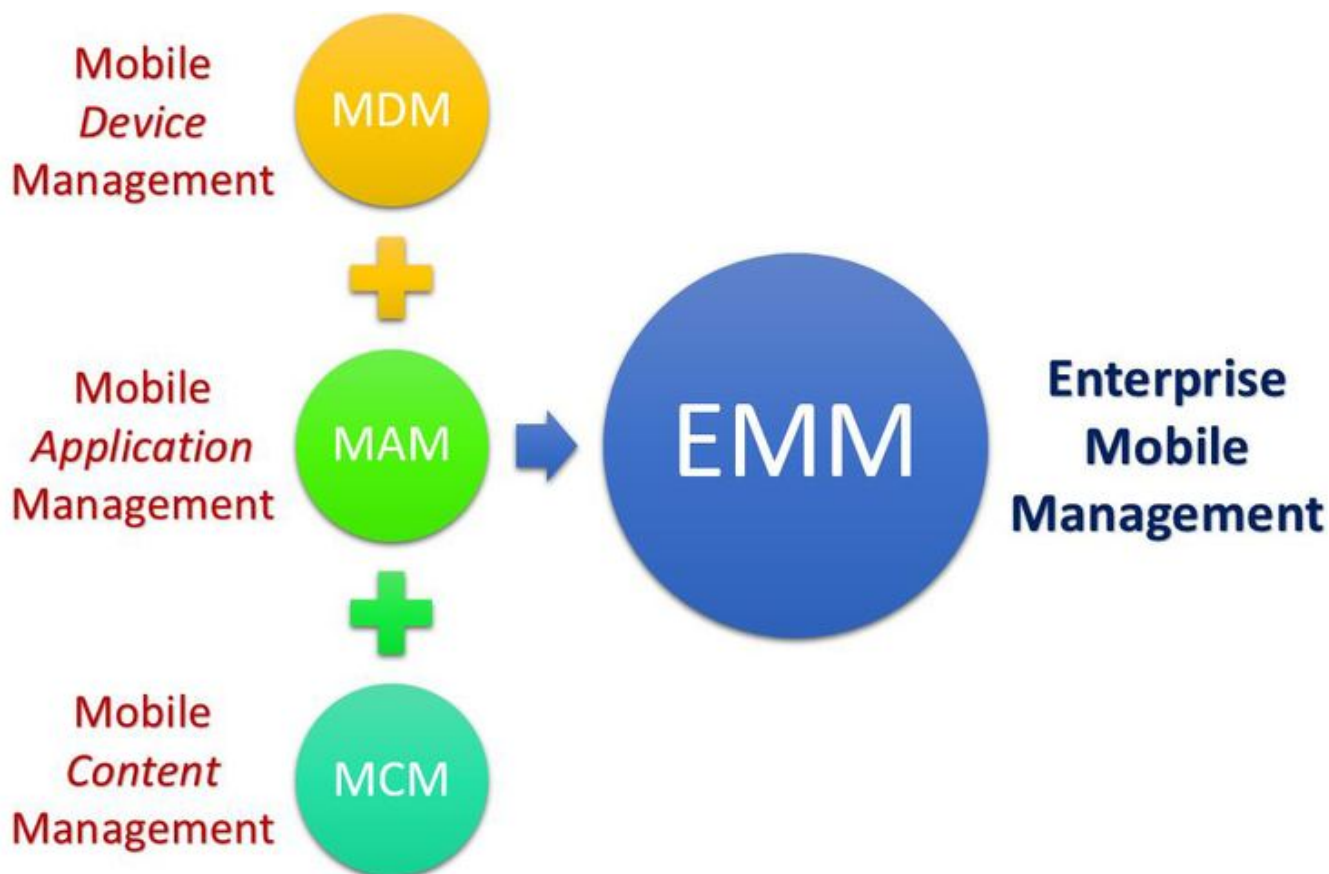 Mobile
Device
Management
MDM
Mobile
Application
Management
MAM
Mobile
Content
Management
MCM
EMM
Enterprise
Mobile
Management